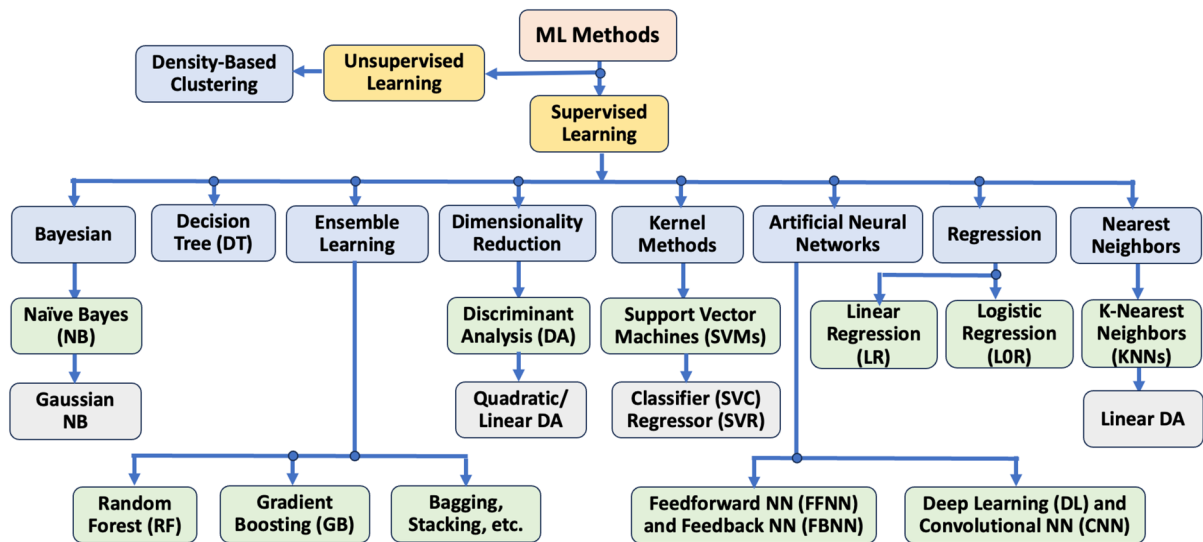 ML Methods
Density-Based
Clustering
Unsupervised
Learning
Supervised
Learning
Bayesian
Decision
Tree (DT)
Ensemble
Learning
Dimensionality
Reduction
Kernel
Methods
Artificial Neural
Networks
Regression
Nearest
Neighbors
Naïve Bayes
(NB)
Discriminant
Analysis (DA)
Support Vector
Machines (SVMs)
Linear
Regression
(LR)
Logistic
Regression
(L0R)
K-Nearest
Neighbors
(KNNs)
Gaussian
NB
Quadratic/
Linear DA
Classifier (SVC)
Regressor (SVR)
Linear DA
Random
Forest (RF)
Gradient
Boosting (GB)
Bagging,
Stacking, etc.
Feedforward NN (FFNN)
and Feedback NN (FBNN)
Deep Learning (DL) and
Convolutional NN (CNN)